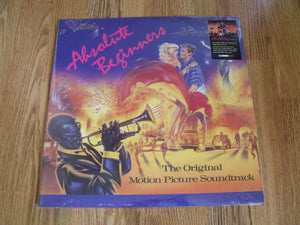 Absolute
Beginners
The Original
Motion Picture Soundtrack